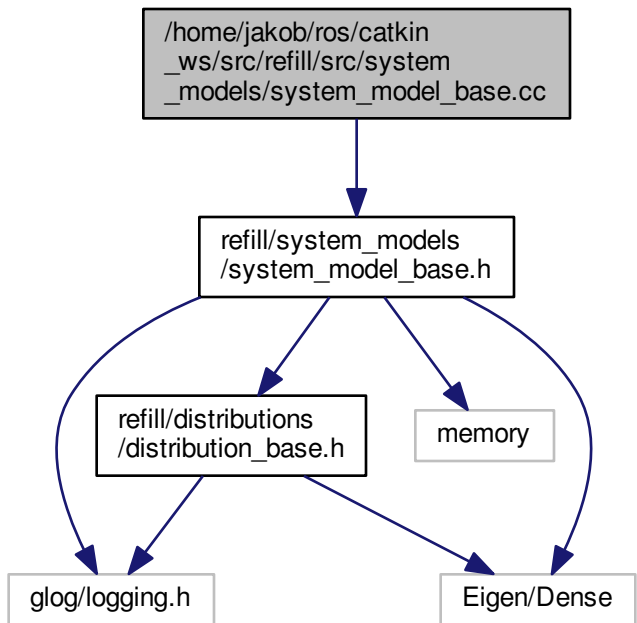 /home/jakob/ros/catkin
_ws/src/refill/src/system
_models/system_model_base.cc
refill/system_models
/system_model_base.h
refill/distributions
/distribution_base.h
memory
glog/logging.h
Eigen/Dense